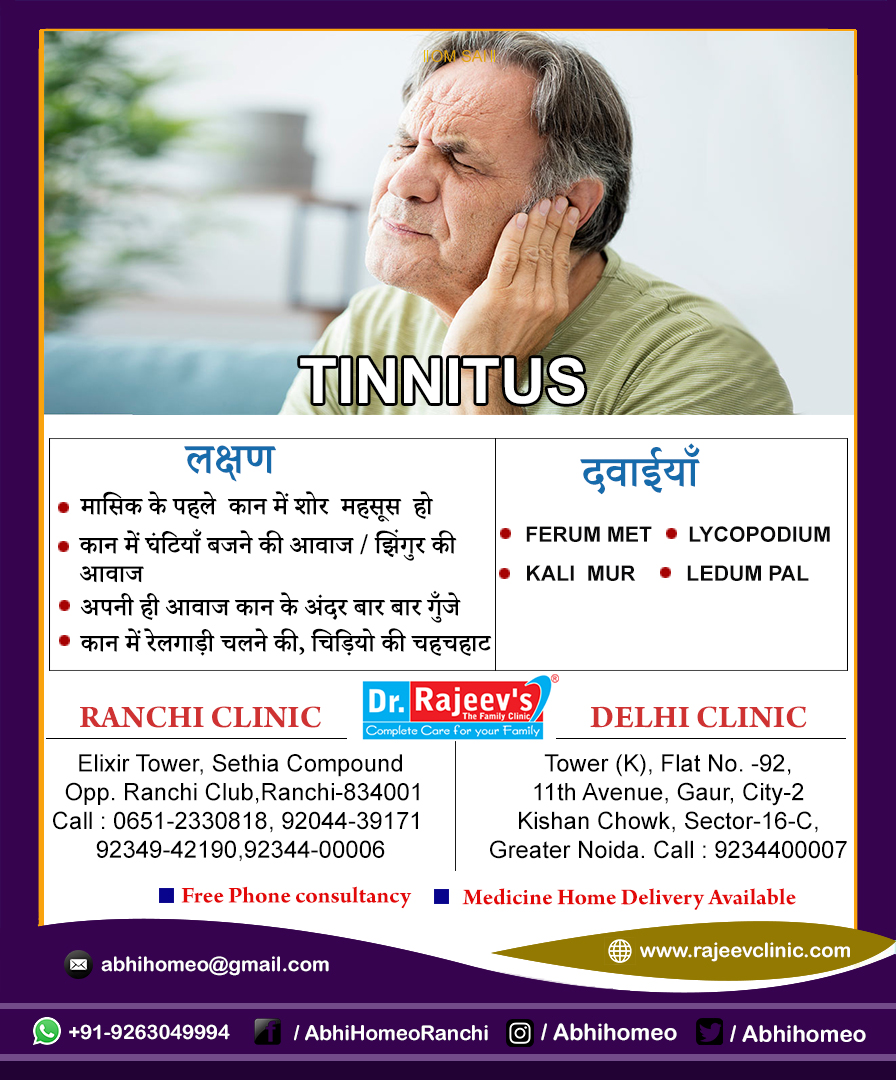 I OM SAI I
TINNITUS
लक्षण
मासिक के पहले कान में शोर महसूस हो
कान में घंटियाँ बजने की आवाज / झिंगुर की
आवाज
अपनी ही आवाज कान के अंदर बार बार गुँजे
कान में रेलगाड़ी चलने की, चिड़ियो की चहचहाट
दवाईयाँ
FERUM MET LYCOPODIUM
KALI MUR LEDUM PAL
Dr. Rajeev's ®
The Family Clinic
Complete Care for your Family
RANCHI CLINIC
Elixir Tower, Sethia Compound
Opp. Ranchi Club,Ranchi-834001
Call : 0651-2330818, 92044-39171
92349-42190,92344-00006
DELHI CLINIC
Tower (K), Flat No. -92,
11th Avenue, Gaur, City-2
Kishan Chowk, Sector-16-C,
Greater Noida. Call : 9234400007
Free Phone consultancy Medicine Home Delivery Available
abhihomeo@gmail.com
www.rajeevclinic.com
+91-9263049994 / AbhiHomeoRanchi / Abhihomeo / Abhihomeo